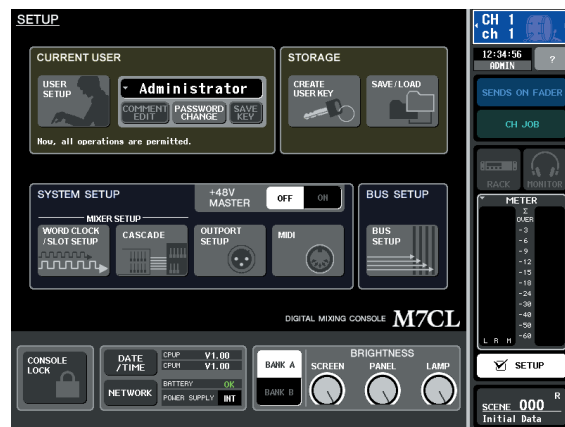 SETUP
CURRENT USER
USER
SETUP
Administrator
COMMENT
EDIT
PASSWORD
CHANGE
SAVE
KEY
Now, all operations are permitted.
STORAGE
CREATE
USER KEY
SAVE/LOAD
SYSTEM SETUP
+48V
MASTER
OFF
ON
MIXER SETUP
WORD CLOCK
/SLOT SETUP
CASCADE
OUTPORT
SETUP
MIDI
BUS SETUP
BUS
SETUP
DIGITAL MIXING CONSOLE M7CL
CONSOLE
LOCK
DATE
/TIME
NETWORK
CPUP V1.00
CPUM V1.00
BATTERY OK
POWER SUPPLY INT
BANK A
BANK B
BRIGHTNESS
SCREEN
PANEL
LAMP
CH 1
ch 1
12:34:56
ADMIN
?
SENDS ON FADER
CH JOB
RACK
MONITOR
METER
Σ
OVER
-3
-6
-9
-12
-15
-18
-24
-30
-40
-50
-60
L R M
SETUP
SCENE 000 R
Initial Data